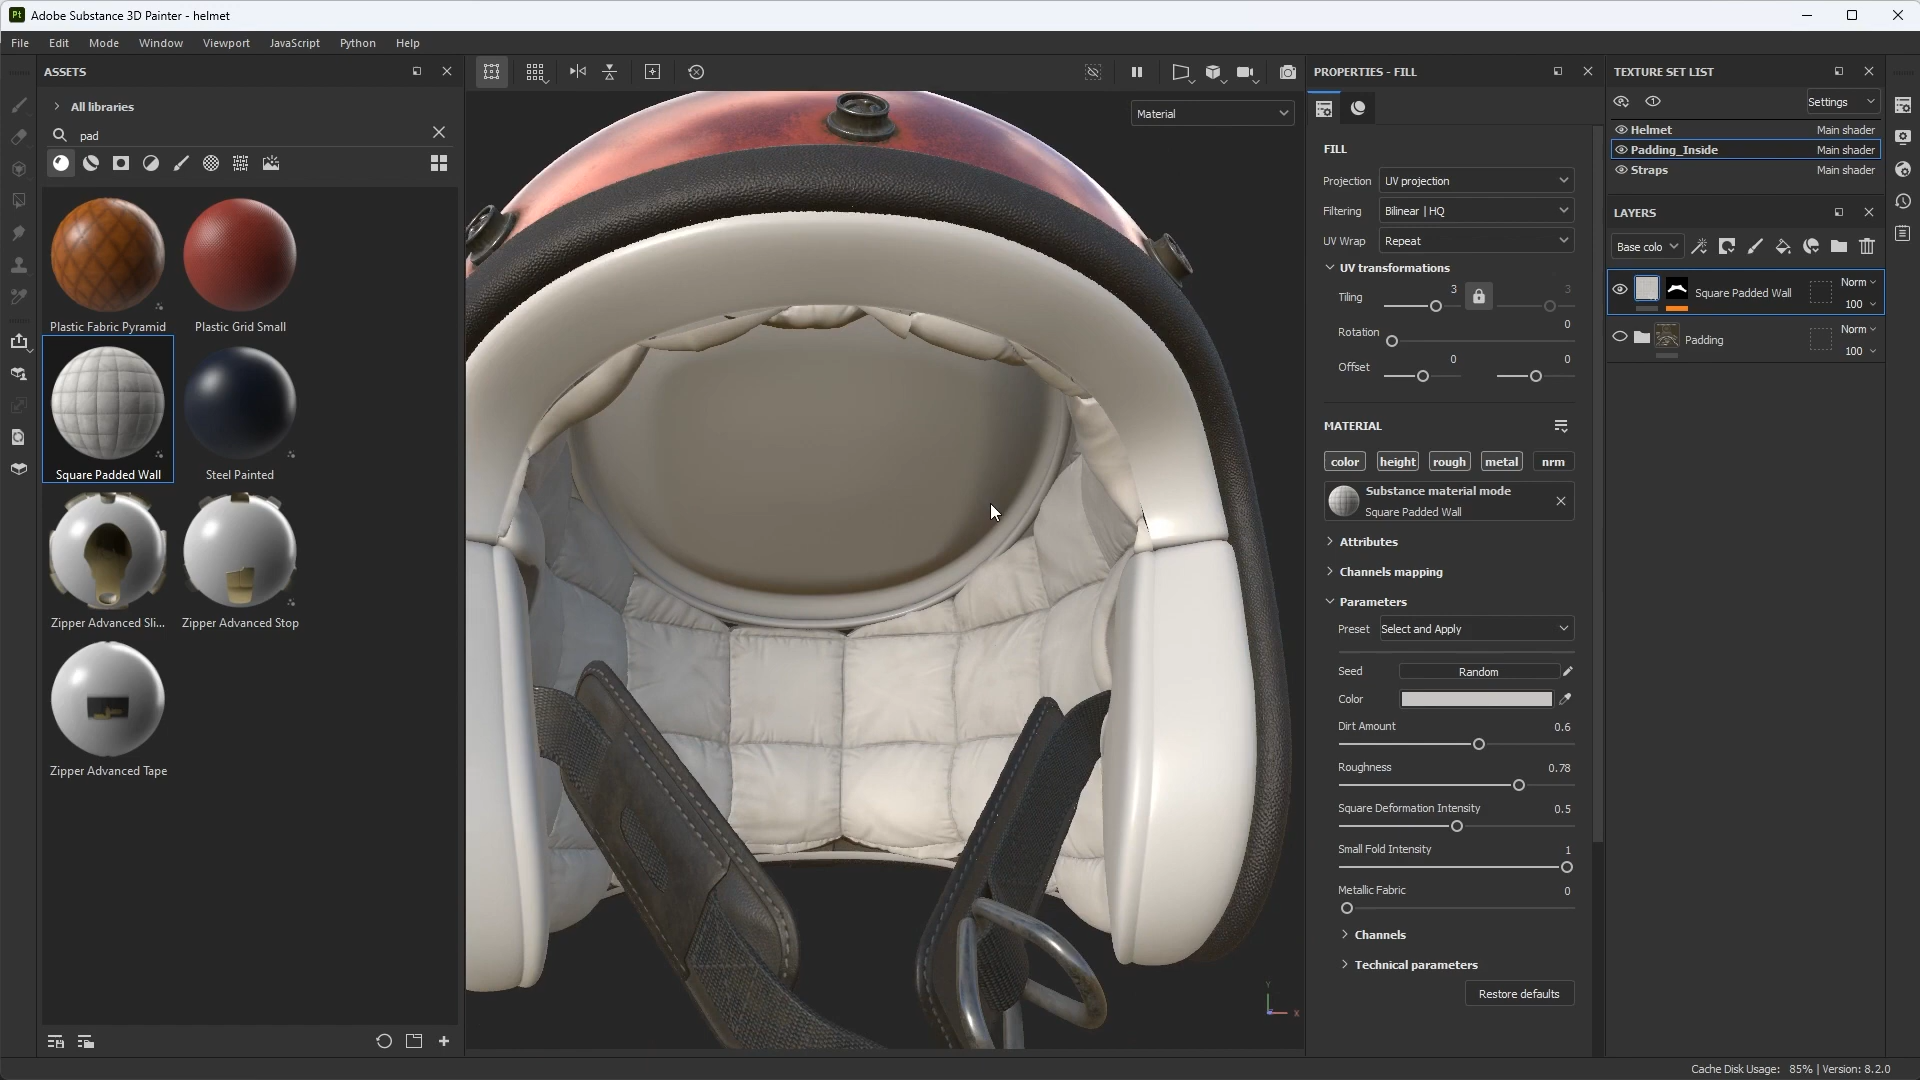 Pt Adobe Substance 3D Painter - helmet
File Edit Mode Window Viewport JavaScript Python Help
ASSETS
All libraries
pad
Plastic Fabric Pyramid
Plastic Grid Small
Square Padded Wall
Steel Painted
Zipper Advanced Sli...
Zipper Advanced Stop
Zipper Advanced Tape
Material
Y
X
PROPERTIES - FILL
FILL
Projection UV projection
Filtering Bilinear | HQ
UV Wrap Repeat
UV transformations
Tiling 3 3
Rotation 0
Offset 0 0
MATERIAL
color height rough metal nrm
Substance material mode
Square Padded Wall
Attributes
Channels mapping
Parameters
Preset Select and Apply
Seed Random
Color
Dirt Amount 0.6
Roughness 0.78
Square Deformation Intensity 0.5
Small Fold Intensity 1
Metallic Fabric 0
Channels
Technical parameters
Restore defaults
TEXTURE SET LIST
Settings
Helmet Main shader
Padding_Inside Main shader
Straps Main shader
LAYERS
Base colo
Square Padded Wall Norm
100
Padding Norm
100
Cache Disk Usage: 85% | Version: 8.2.0